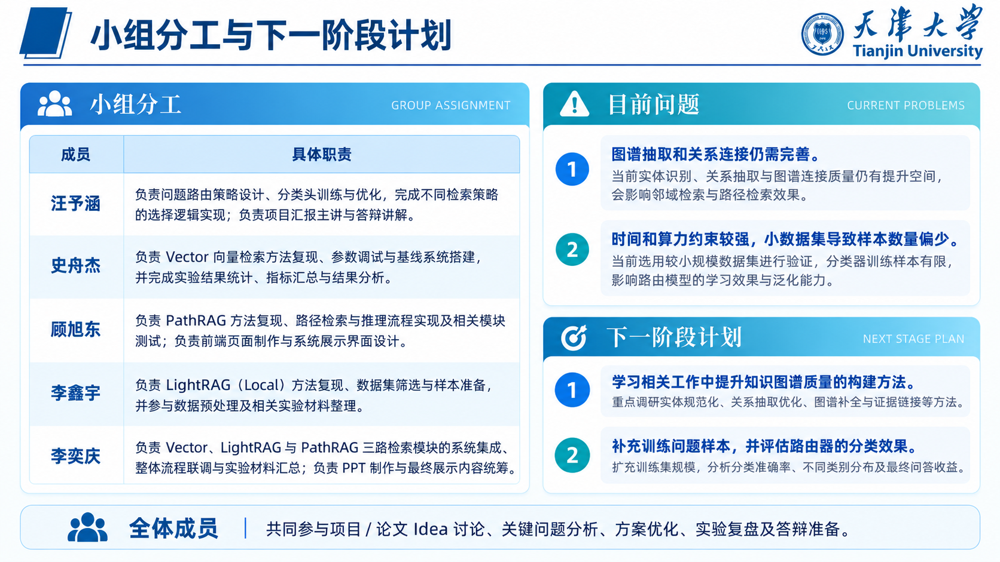 小组分工与下一阶段计划
天津大学
Tianjin University
小组分工
GROUP ASSIGNMENT
成员
具体职责
汪予涵
负责问题路由策略设计、分类头训练与优化，完成不同检索策略
的选择逻辑实现；负责项目汇报主讲与答辩讲解。
史舟杰
负责 Vector 向量检索方法复现、参数调试与基线系统搭建，
并完成实验结果统计、指标汇总与结果分析。
顾旭东
负责 PathRAG 方法复现、路径检索与推理流程实现及相关模块
测试；负责前端页面制作与系统展示界面设计。
李鑫宇
负责 LightRAG（Local）方法复现、数据集筛选与样本准备，
并参与数据预处理及相关实验材料整理。
李奕庆
负责 Vector、LightRAG 与 PathRAG 三路检索模块的系统集成、
整体流程联调与实验材料汇总；负责 PPT 制作与最终展示内容统筹。
目前问题
CURRENT PROBLEMS
1
图谱抽取和关系连接仍需完善。
当前实体识别、关系抽取与图谱连接质量仍有提升空间，
会影响邻域检索与路径检索效果。
2
时间和算力约束较强，小数据集导致样本数量偏少。
当前选用较小规模数据集进行验证，分类器训练样本有限，
影响路由模型的学习效果与泛化能力。
下一阶段计划
NEXT STAGE PLAN
1
学习相关工作中提升知识图谱质量的构建方法。
重点调研实体规范化、关系抽取优化、图谱补全与证据链接等方法。
2
补充训练问题样本，并评估路由器的分类效果。
扩充训练集规模，分析分类准确率、不同类别分布及最终问答收益。
全体成员
共同参与项目 / 论文 Idea 讨论、关键问题分析、方案优化、实验复盘及答辩准备。